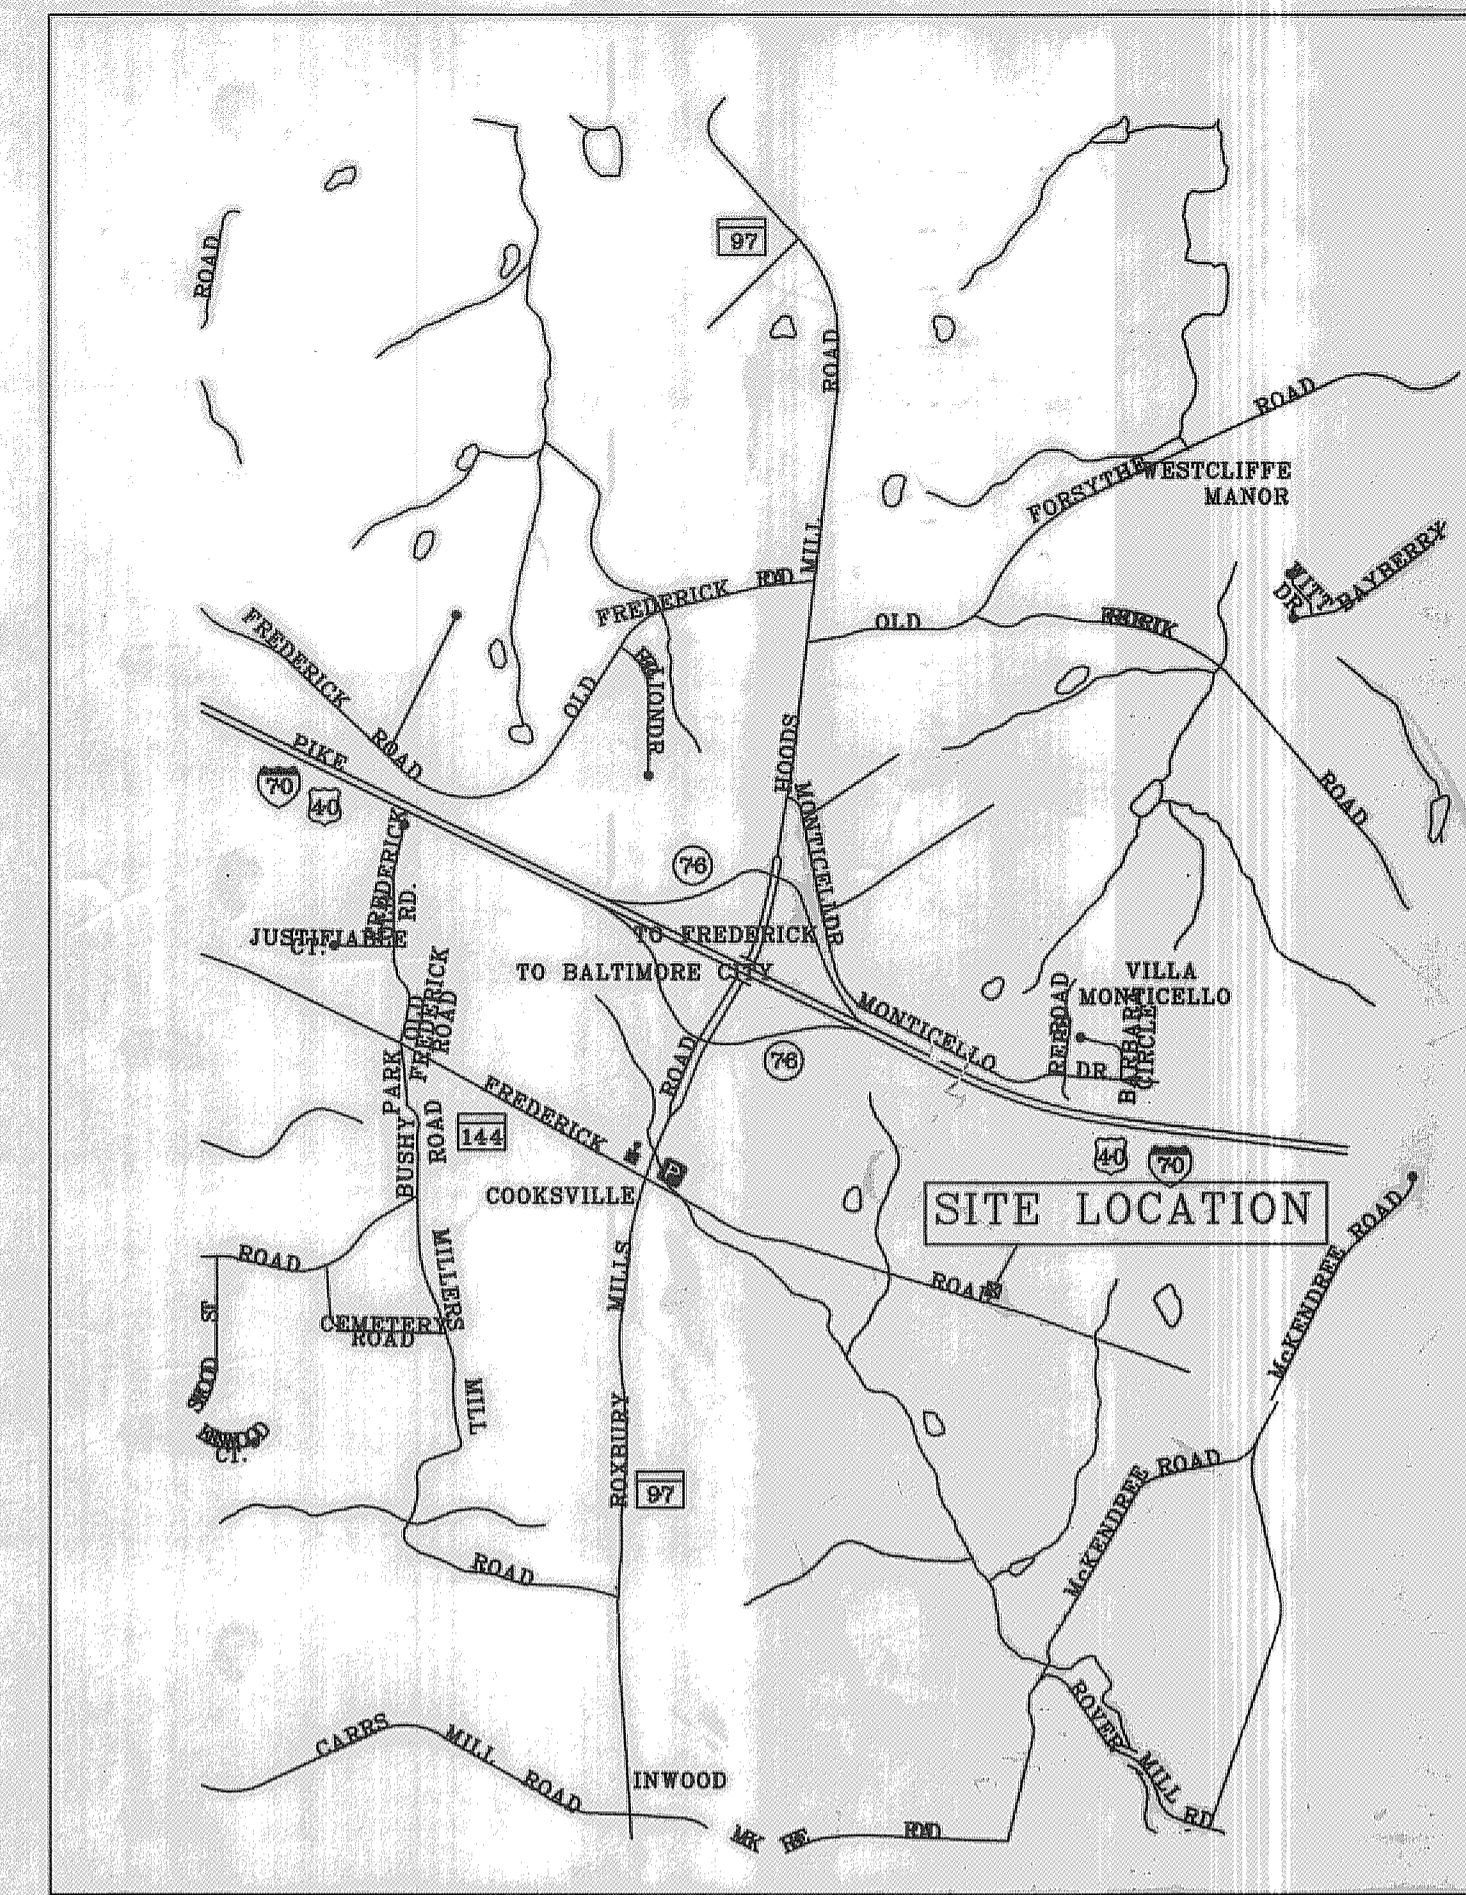 97
ROAD
ROAD
ROAD
FORSYTHE
WESTCLIFFE
MANOR
MILL
WITT
DR
BAYBERRY
FREDERICK
FREDERICK
OLD
OLD
DR
HOODS
PIKE
ROAD
70
40
ROAD
MONTICELLO DR
76
FREDERICK
RD.
JUSTIFIABLE
CT.
TO FREDERICK
TO BALTIMORE CITY
OLD
FREDERICK
ROAD
VILLA
MONTICELLO
ROAD
BARBARA
CIRCLE
MONTICELLO
DR
76
ROAD
PARK
BUSHY
ROAD
144
FREDERICK
P
COOKSVILLE
40
70
SITE LOCATION
ROAD
ROAD
MILLERS
MILLS
ST
CEMETERY
ROAD
McKENDREE ROAD
MILL
CT.
ROXBURY
97
McKENDREE ROAD
ROAD
ROVER
MILL
RD
CARRS
MILL
ROAD
INWOOD